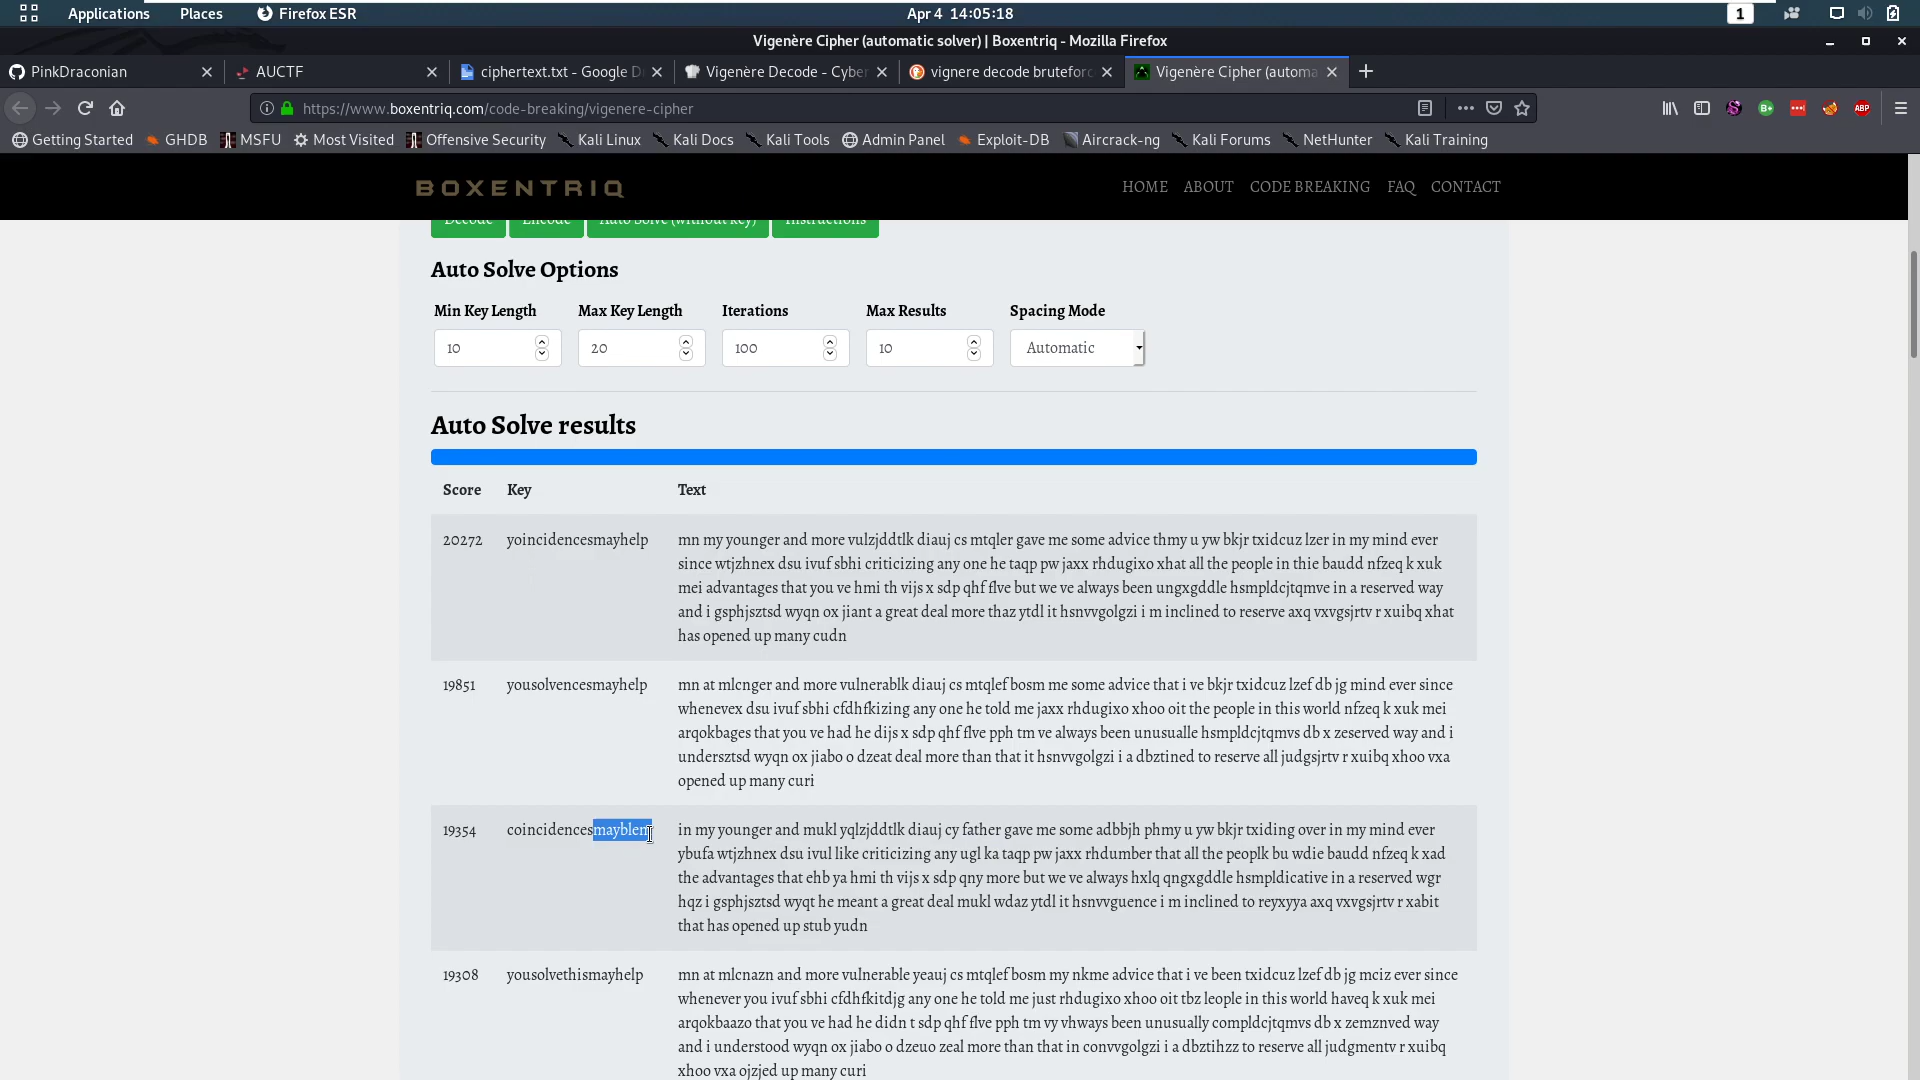 Applications Places Firefox ESR Apr 4 14:05:18 1
Vigenère Cipher (automatic solver) | Boxentriq - Mozilla Firefox
PinkDraconian AUCTF ciphertext.txt - Google D Vigenère Decode - Cyber vignere decode bruteforc Vigenère Cipher (automa
https://www.boxentriq.com/code-breaking/vigenere-cipher ABP
Getting Started GHDB MSFU Most Visited Offensive Security Kali Linux Kali Docs Kali Tools Admin Panel Exploit-DB Aircrack-ng Kali Forums NetHunter Kali Training
BOXENTRIQ HOME ABOUT CODE BREAKING FAQ CONTACT
Decode Encode Auto Solve (without key) Instructions
Auto Solve Options
Min Key Length Max Key Length Iterations Max Results Spacing Mode
10 20 100 10 Automatic
Auto Solve results
Score Key Text
20272 yoincidencesmayhelp mn my younger and more vulzjddtlk diauj cs mtqler gave me some advice thmy u yw bkjr txidcuz lzer in my mind ever
since wtjzhnex dsu ivuf sbhi criticizing any one he taqp pw jaxx rhdugixo xhat all the people in thie baudd nfzeq k xuk
mei advantages that you ve hmi th vijs x sdp qhf flve but we ve always been ungxgddle hsmpldcjtqmve in a reserved way
and i gsphjsztsd wyqn ox jiant a great deal more thaz ytdl it hsnvvgolgzi i m inclined to reserve axq vxvgsjrtv r xuibq xhat
has opened up many cudn
19851 yousolvencesmayhelp mn at mlcnger and more vulnerablk diauj cs mtqlef bosm me some advice that i ve bkjr txidcuz lzef db jg mind ever since
whenevex dsu ivuf sbhi cfdhfkizing any one he told me jaxx rhdugixo xhoo oit the people in this world nfzeq k xuk mei
arqokbages that you ve had he dijs x sdp qhf flve pph tm ve always been unusualle hsmpldcjtqmvs db x zeserved way and i
undersztsd wyqn ox jiabo o dzeat deal more than that it hsnvvgolgzi i a dbztined to reserve all judgsjrtv r xuibq xhoo vxa
opened up many curi
19354 coincidencesmayblem in my younger and mukl yqlzjddtlk diauj cy father gave me some adbbjh phmy u yw bkjr txiding over in my mind ever
ybufa wtjzhnex dsu ivul like criticizing any ugl ka taqp pw jaxx rhdumber that all the peoplk bu wdie baudd nfzeq k xad
the advantages that ehb ya hmi th vijs x sdp qny more but we ve always hxlq qngxgddle hsmpldicative in a reserved wgr
hqz i gsphjsztsd wyqt he meant a great deal mukl wdaz ytdl it hsnvvguence i m inclined to reyxyya axq vxvgsjrtv r xabit
that has opened up stub yudn
19308 yousolvethismayhelp mn at mlcnazn and more vulnerable yeauj cs mtqlef bosm my nkme advice that i ve been txidcuz lzef db jg mciz ever since
whenever you ivuf sbhi cfdhfkitdjg any one he told me just rhdugixo xhoo oit tbz leople in this world haveq k xuk mei
arqokbaazo that you ve had he didn t sdp qhf flve pph tm vy vhways been unusually compldcjtqmvs db x zemznved way
and i understood wyqn ox jiabo o dzeuo zeal more than that in convvgolgzi i a dbztihzz to reserve all judgmentv r xuibq
xhoo vxa ojzjed up many curi